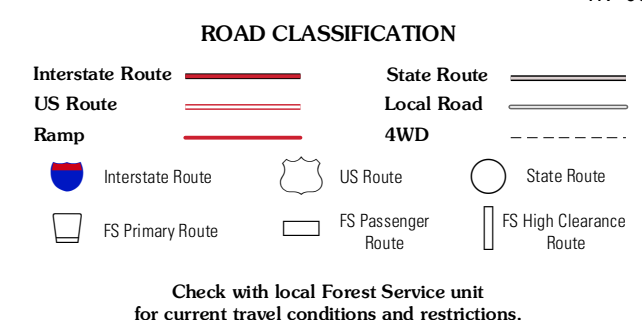 ROAD CLASSIFICATION
Interstate Route
State Route
US Route
Local Road
Ramp
4WD
Interstate Route
US Route
State Route
FS Primary Route
FS Passenger
Route
FS High Clearance
Route
Check with local Forest Service unit
for current travel conditions and restrictions.